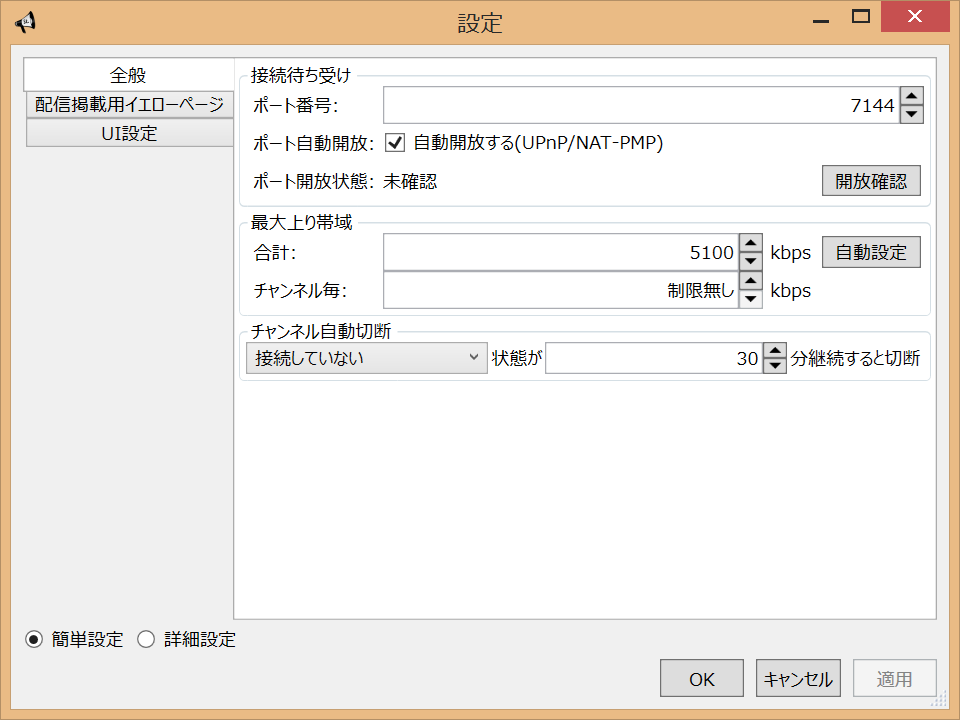 設定
全般
配信掲載用イエローページ
UI設定
接続待ち受け
ポート番号: 7144
ポート自動開放: 自動開放する(UPnP/NAT-PMP)
ポート開放状態: 未確認 開放確認
最大上り帯域
合計: 5100 kbps 自動設定
チャンネル毎: 制限無し kbps
チャンネル自動切断
接続していない 状態が 30 分継続すると切断
簡単設定 詳細設定
OK キャンセル 適用